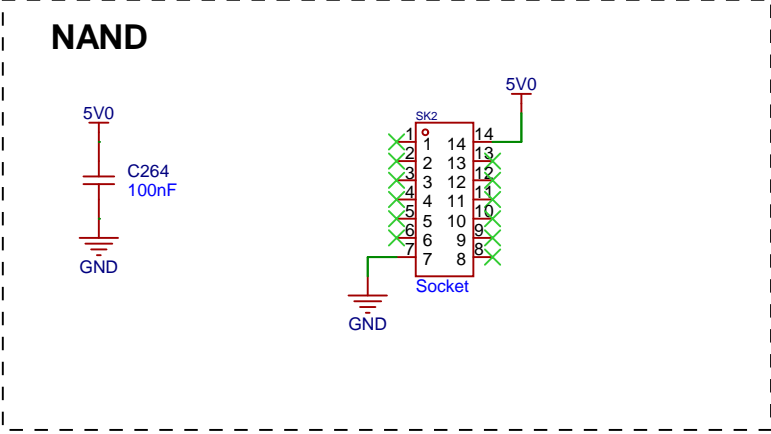 NAND
5V0
C264
100nF
GND
5V0
SK2
1 1 14 14
2 2 13 13
3 3 12 12
4 4 11 11
5 5 10 10
6 6 9 9
7 7 8 8
Socket
GND